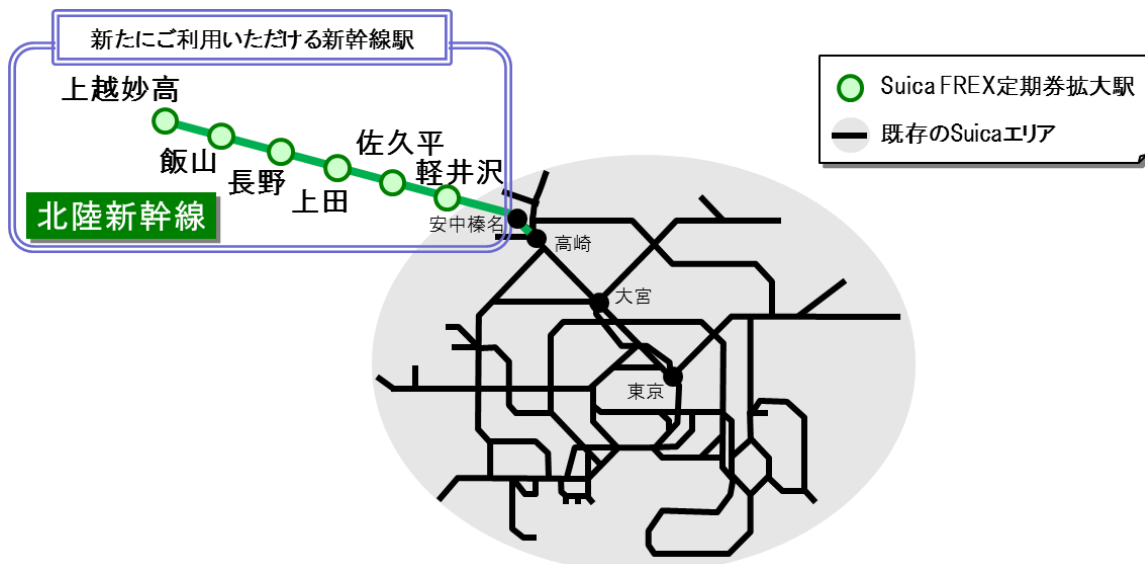 新たにご利用いただける新幹線駅
上越妙高
飯山
長野
上田
佐久平
軽井沢
安中榛名
高崎
大宮
東京
北陸新幹線
Suica FREX定期券拡大駅
既存のSuicaエリア